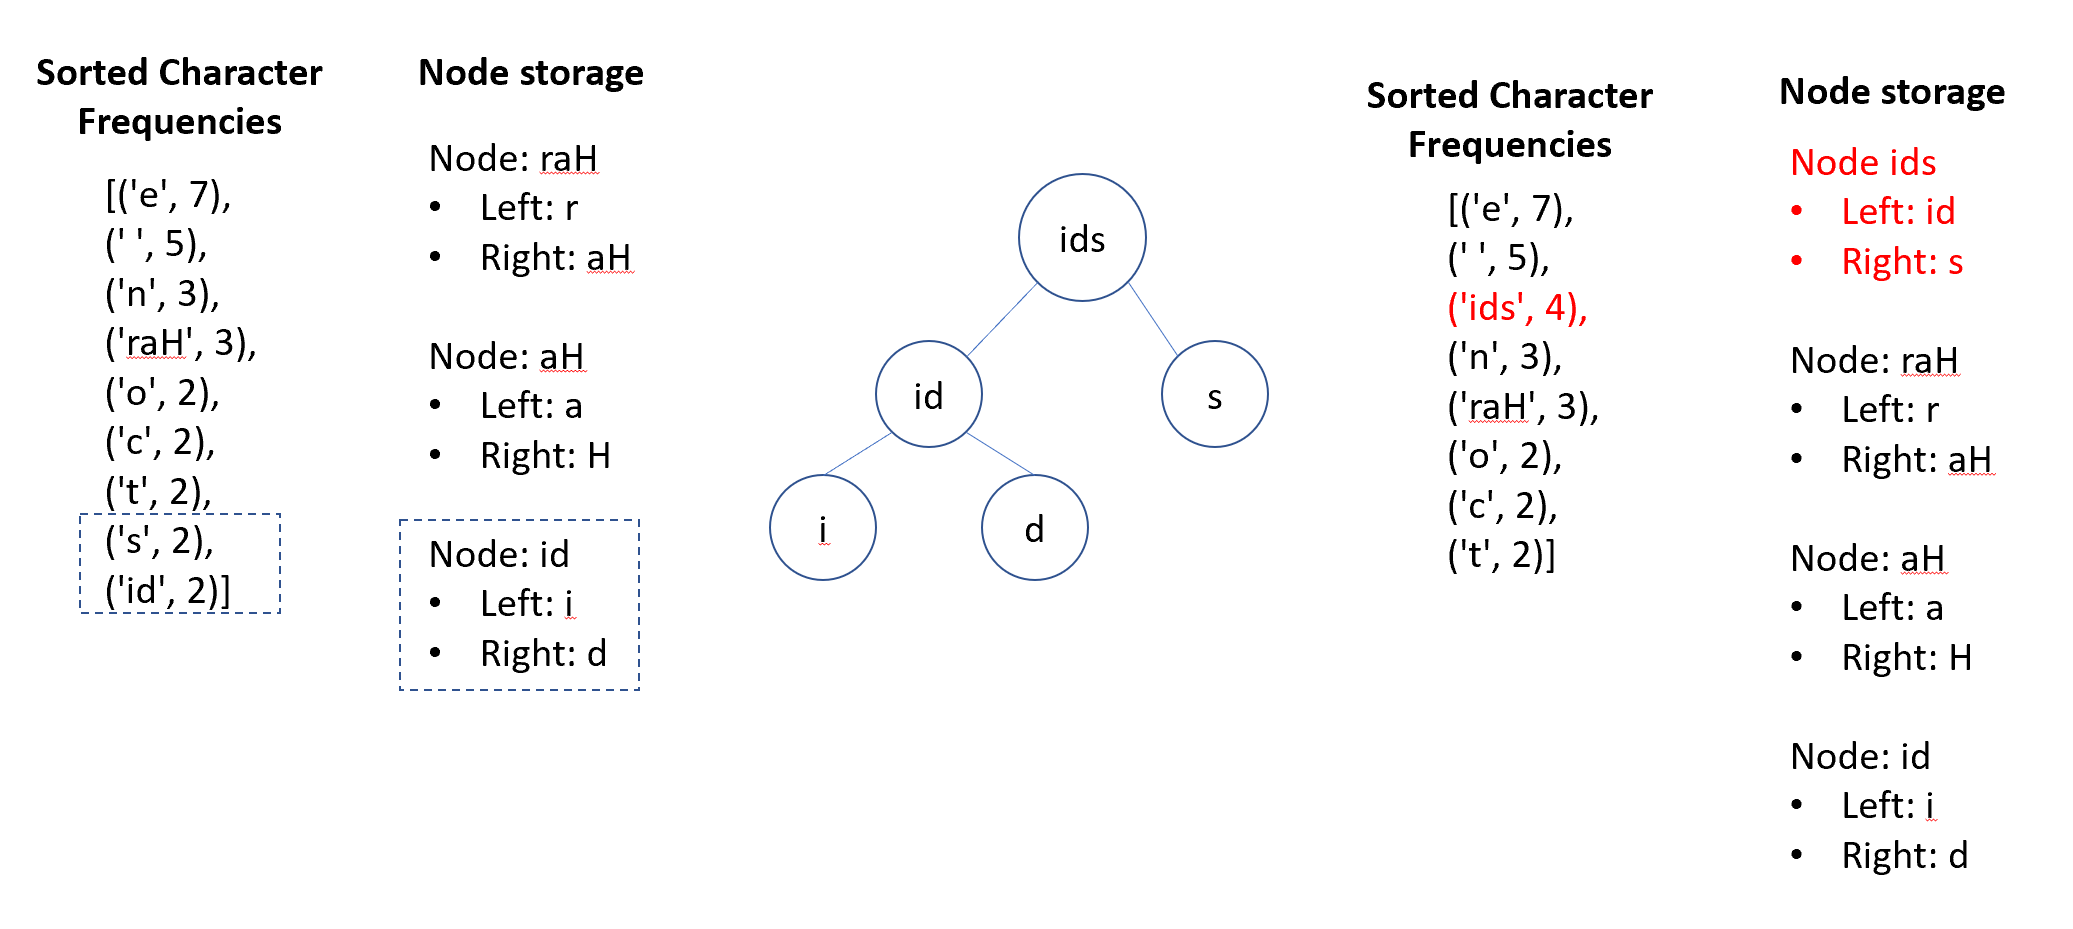 Sorted Character
Frequencies
[('e', 7),
(' ', 5),
('n', 3),
('raH', 3),
('o', 2),
('c', 2),
('t', 2),
('s', 2),
('id', 2)]
Node storage
Node: raH
• Left: r
• Right: aH
Node: aH
• Left: a
• Right: H
Node: id
• Left: i
• Right: d
ids
id
s
i
d
Sorted Character
Frequencies
[('e', 7),
(' ', 5),
('ids', 4),
('n', 3),
('raH', 3),
('o', 2),
('c', 2),
('t', 2)]
Node storage
Node ids
• Left: id
• Right: s
Node: raH
• Left: r
• Right: aH
Node: aH
• Left: a
• Right: H
Node: id
• Left: i
• Right: d